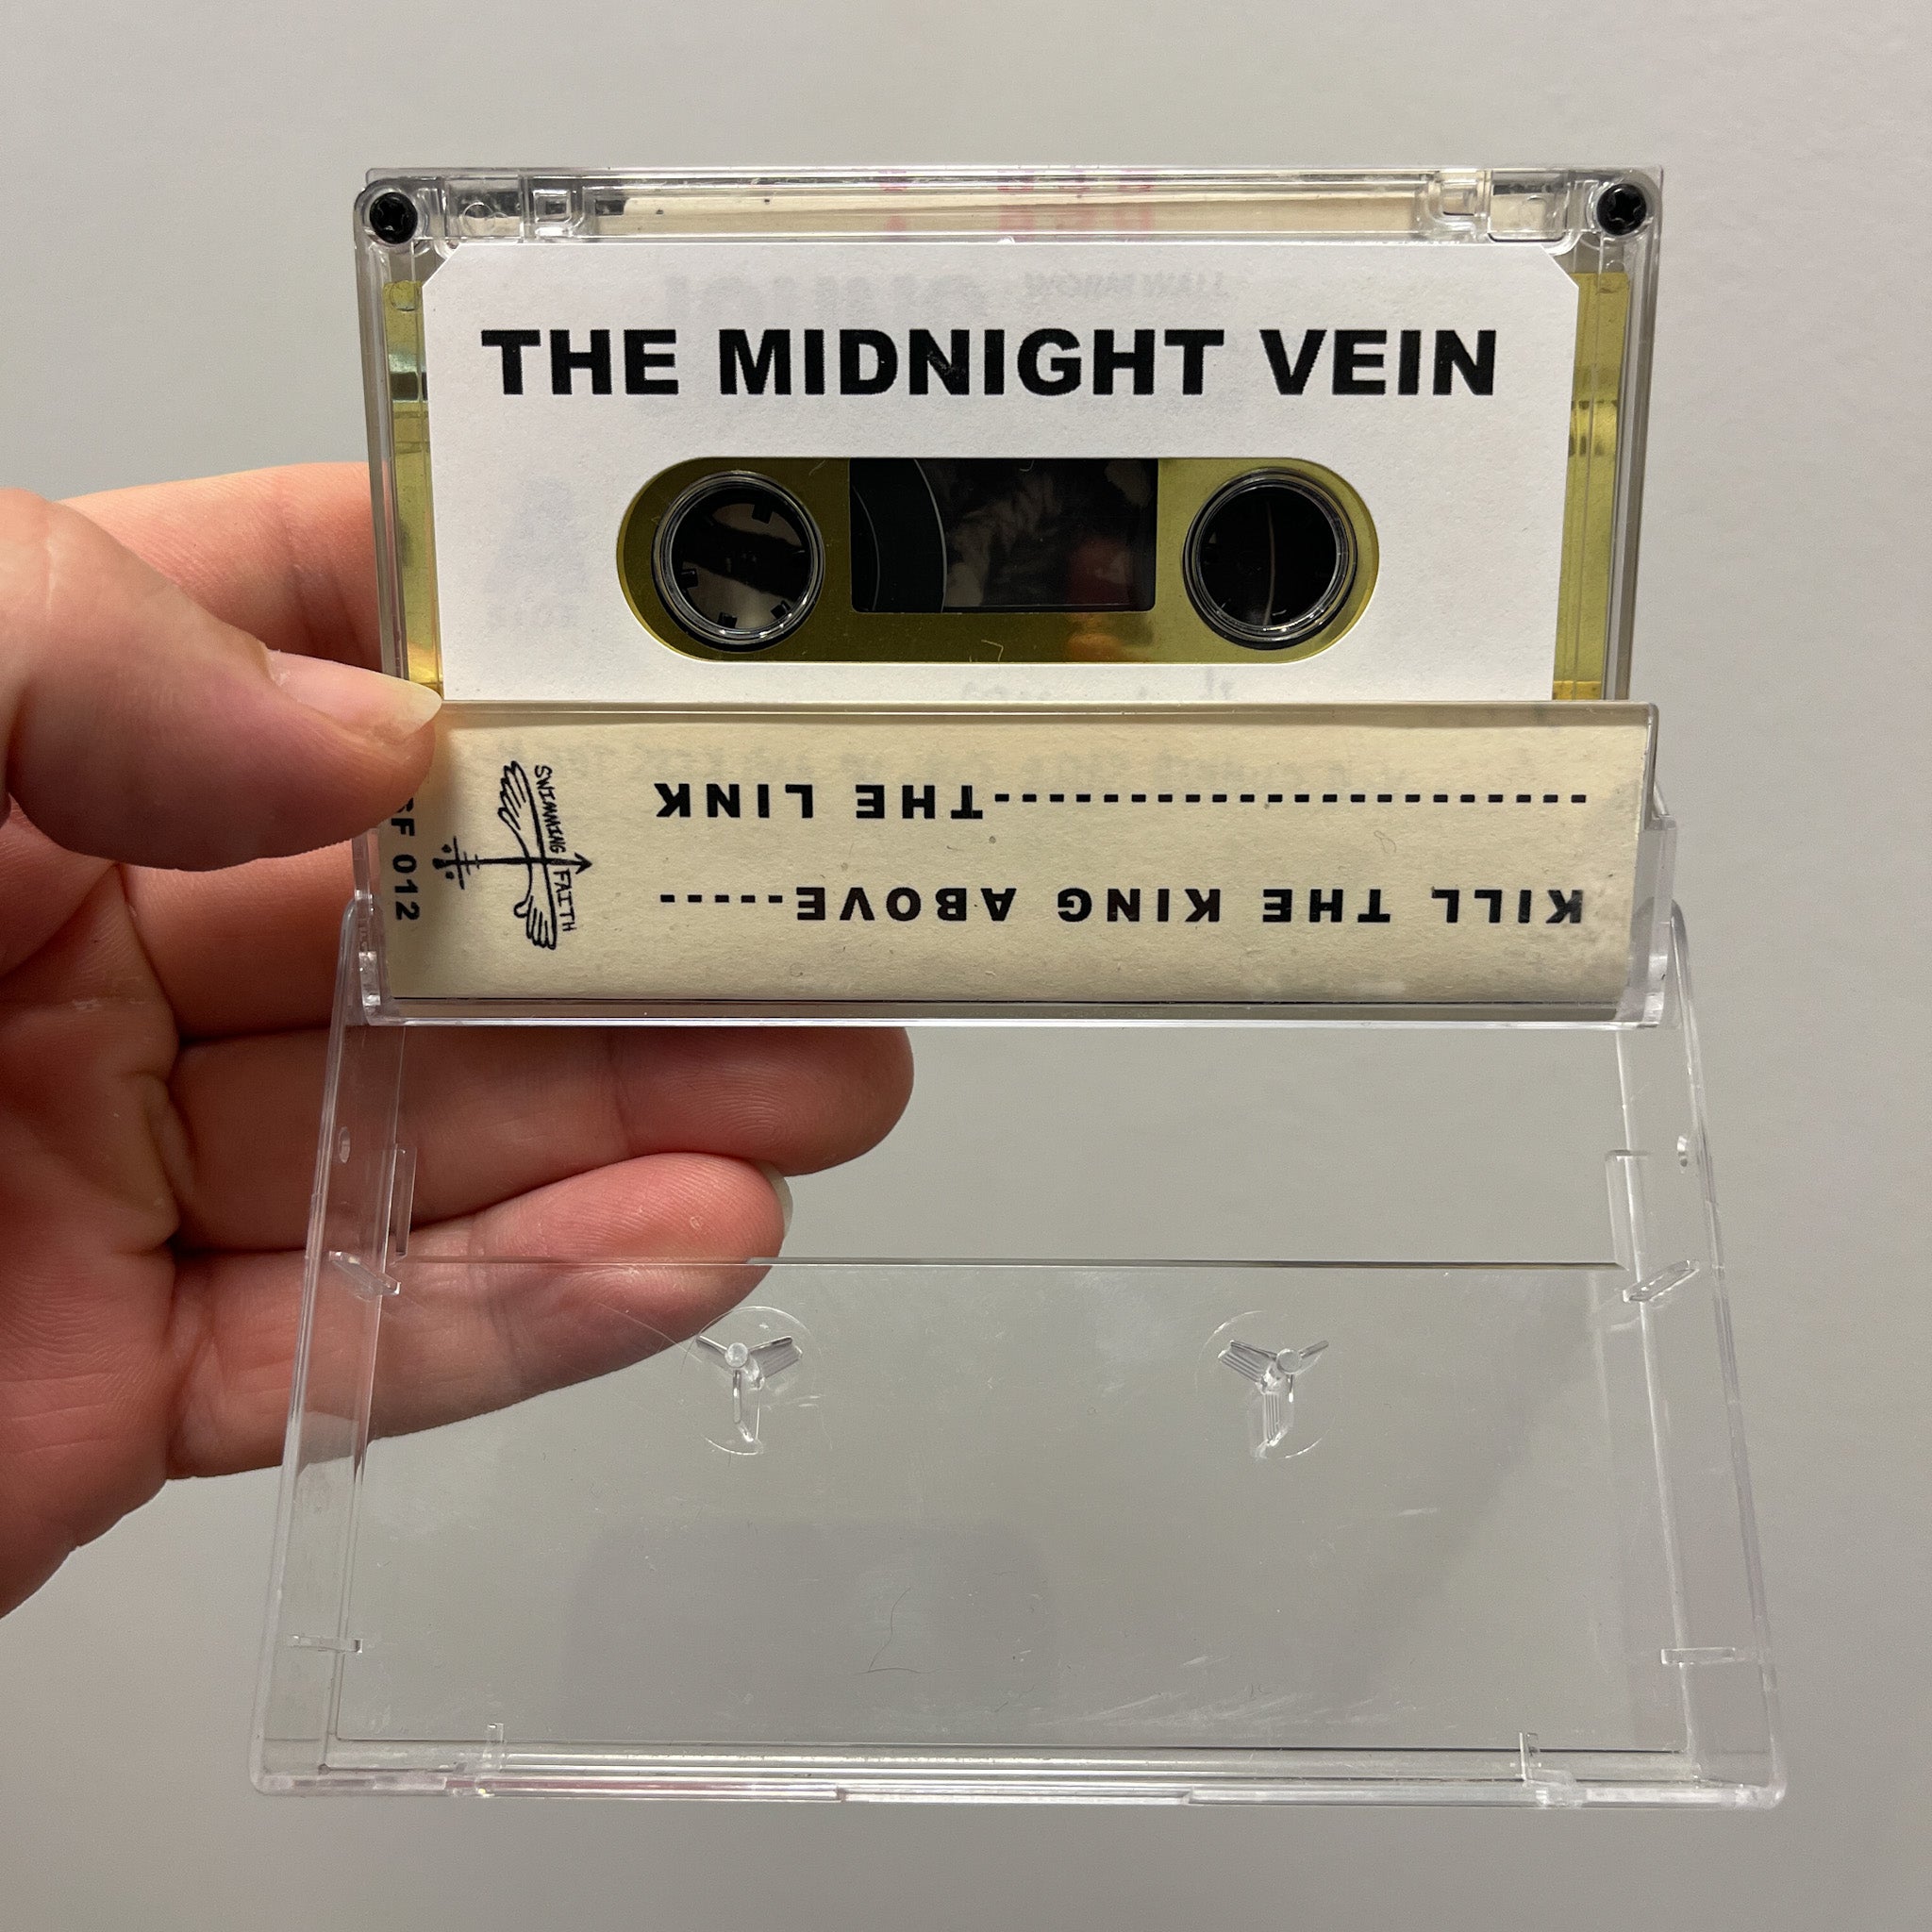 THE MIDNIGHT VEIN
KILL THE KING ABOVE-----
--------------------------THE LINK
SWIMMING FAITH
SF 012